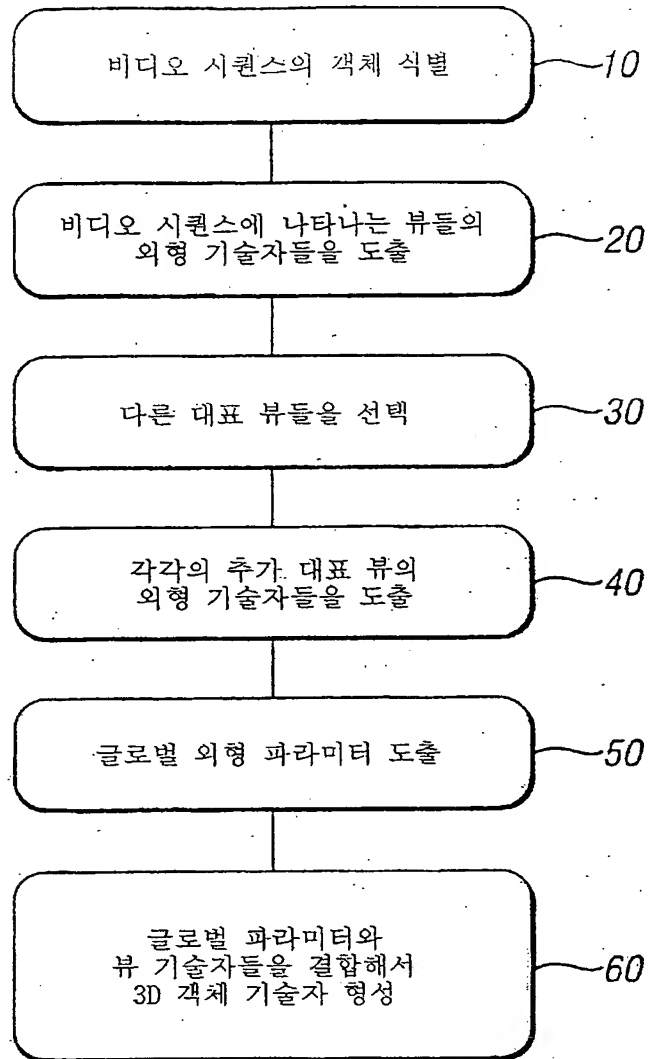 비디오 시퀀스의 객체 식별
10
비디오 시퀀스에 나타나는 뷰들의
외형 기술자들을 도출
20
다른 대표 뷰들을 선택
30
각각의 추가 대표 뷰의
외형 기술자들을 도출
40
글로벌 외형 파라미터 도출
50
글로벌 파라미터와
뷰 기술자들을 결합해서
3D 객체 기술자 형성
60